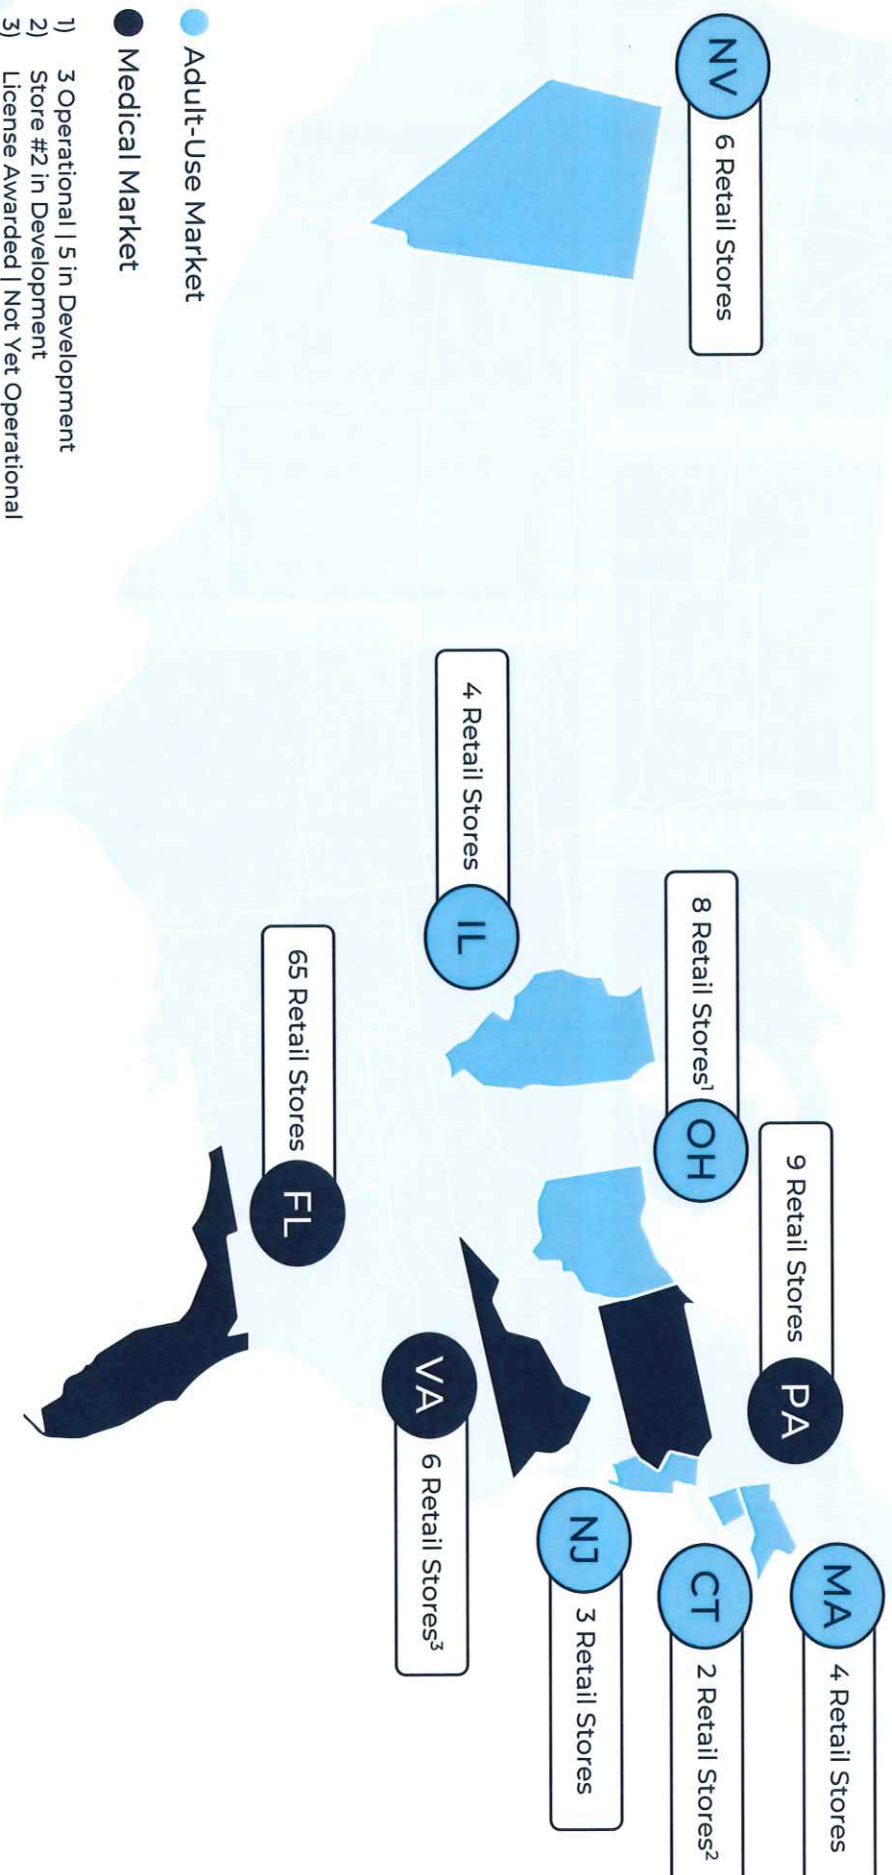 NV
6 Retail Stores
4 Retail Stores
IL
8 Retail Stores¹
OH
9 Retail Stores
PA
MA
4 Retail Stores
CT
2 Retail Stores²
NJ
3 Retail Stores
VA
6 Retail Stores³
65 Retail Stores
FL
Adult-Use Market
Medical Market
1) 3 Operational | 5 in Development
2) Store #2 in Development
3) License Awarded | Not Yet Operational